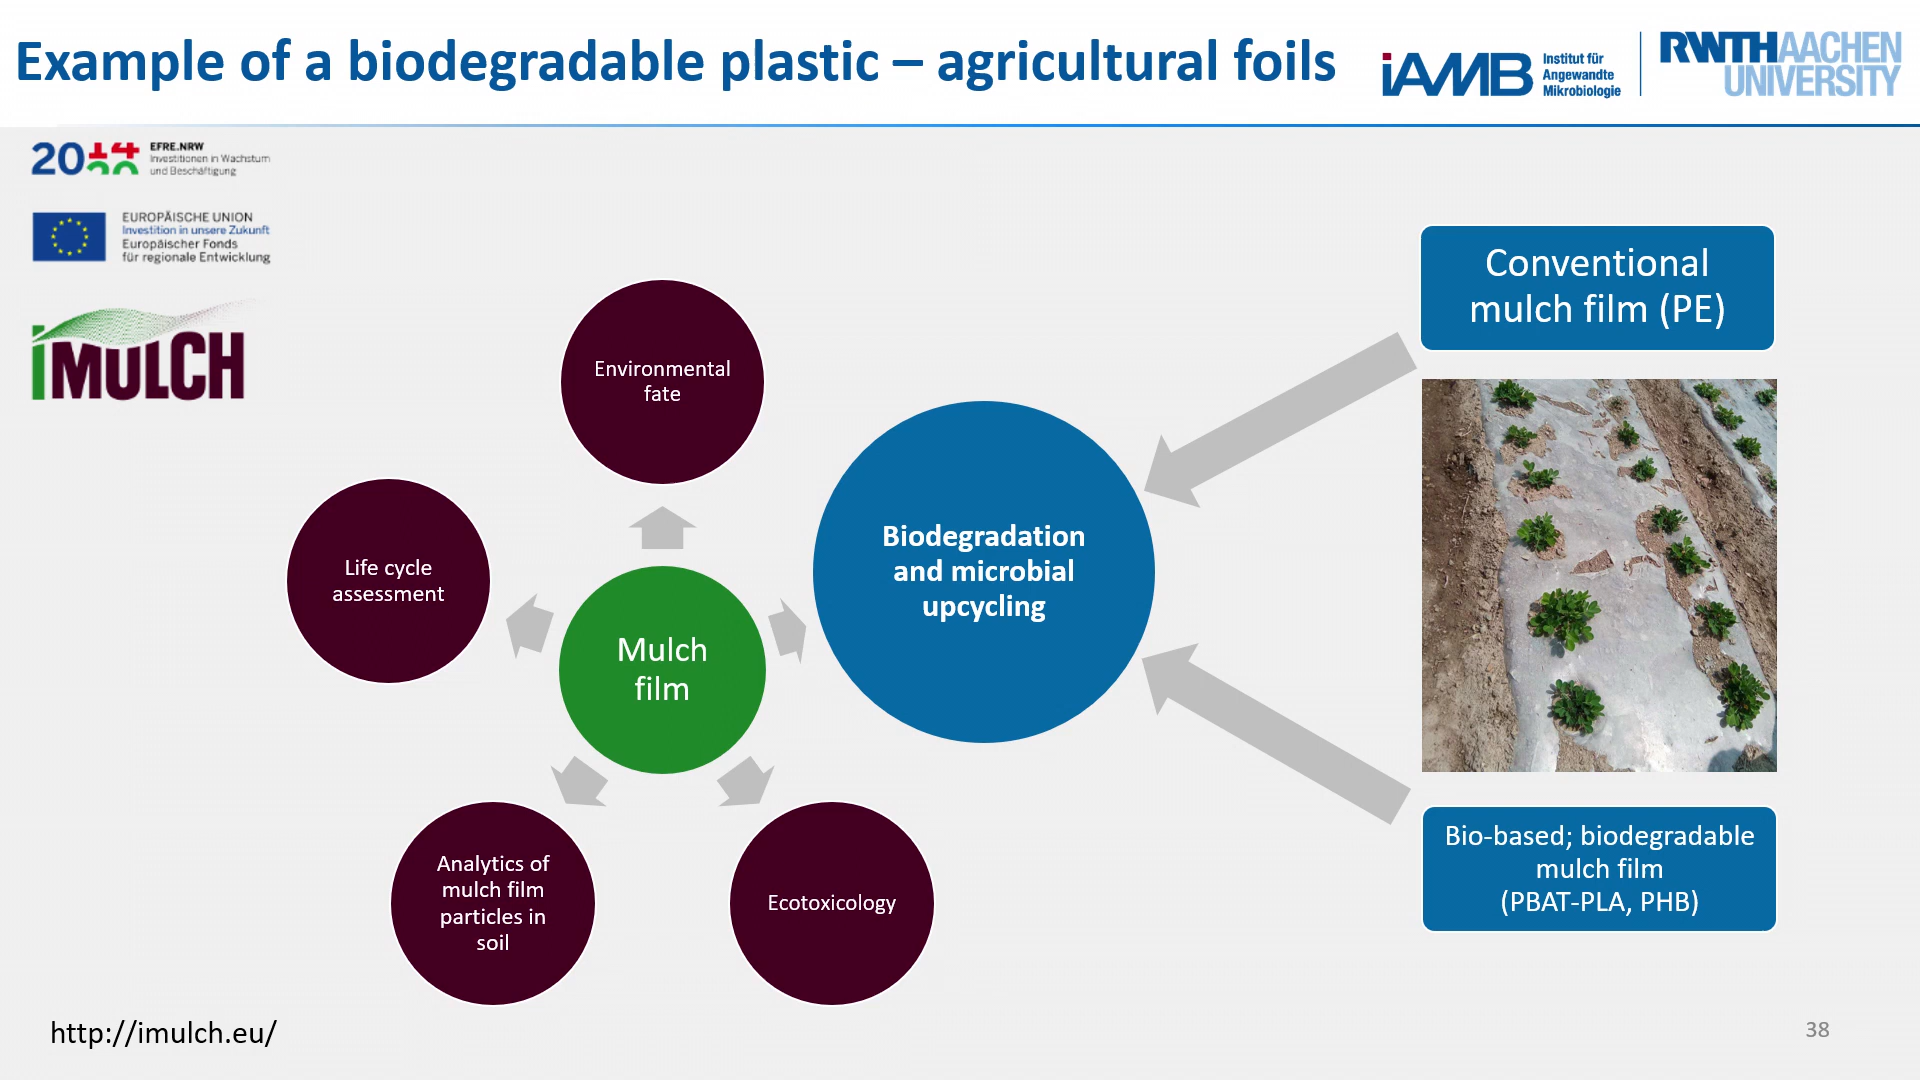 Example of a biodegradable plastic – agricultural foils
iAMB
Institut für
Angewandte
Mikrobiologie
RWTHAACHEN
UNIVERSITY
EFRE.NRW
Investitionen in Wachstum
und Beschäftigung
EUROPÄISCHE UNION
Investition in unsere Zukunft
Europäischer Fonds
für regionale Entwicklung
iMULCH
Environmental
fate
Life cycle
assessment
Mulch
film
Biodegradation
and microbial
upcycling
Analytics of
mulch film
particles in
soil
Ecotoxicology
Conventional
mulch film (PE)
Bio-based; biodegradable
mulch film
(PBAT-PLA, PHB)
http://imulch.eu/
38